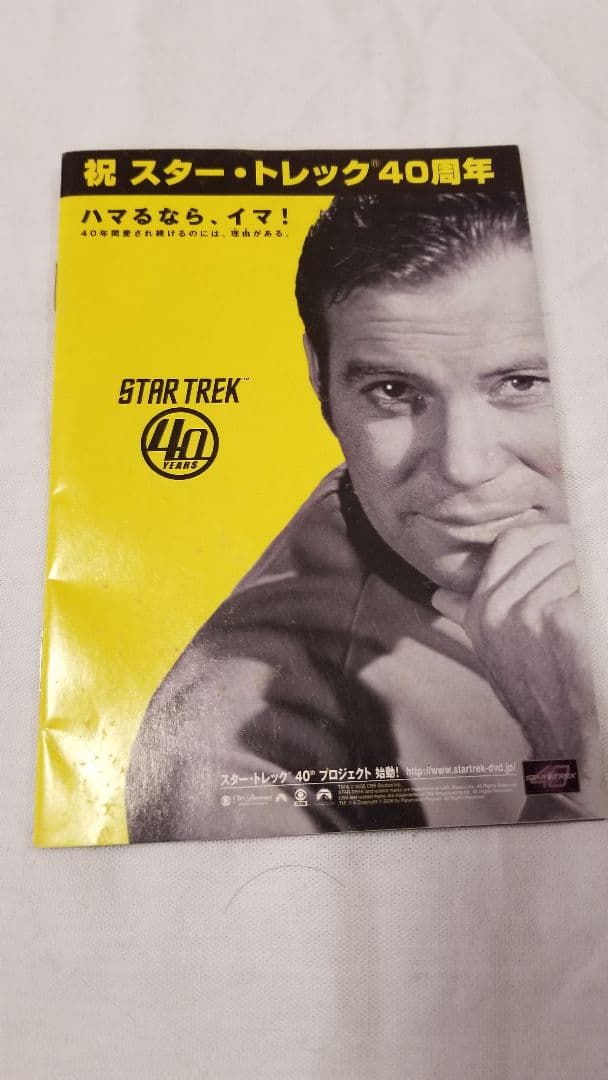 祝 スター・トレック®40周年
ハマるなら、イマ!
40年間愛され続けるのには、理由がある。
STAR TREK™
40
YEARS
スター・トレック® 40th プロジェクト 始動! http://www.startrek-dvd.jp/
STAR TREK
40